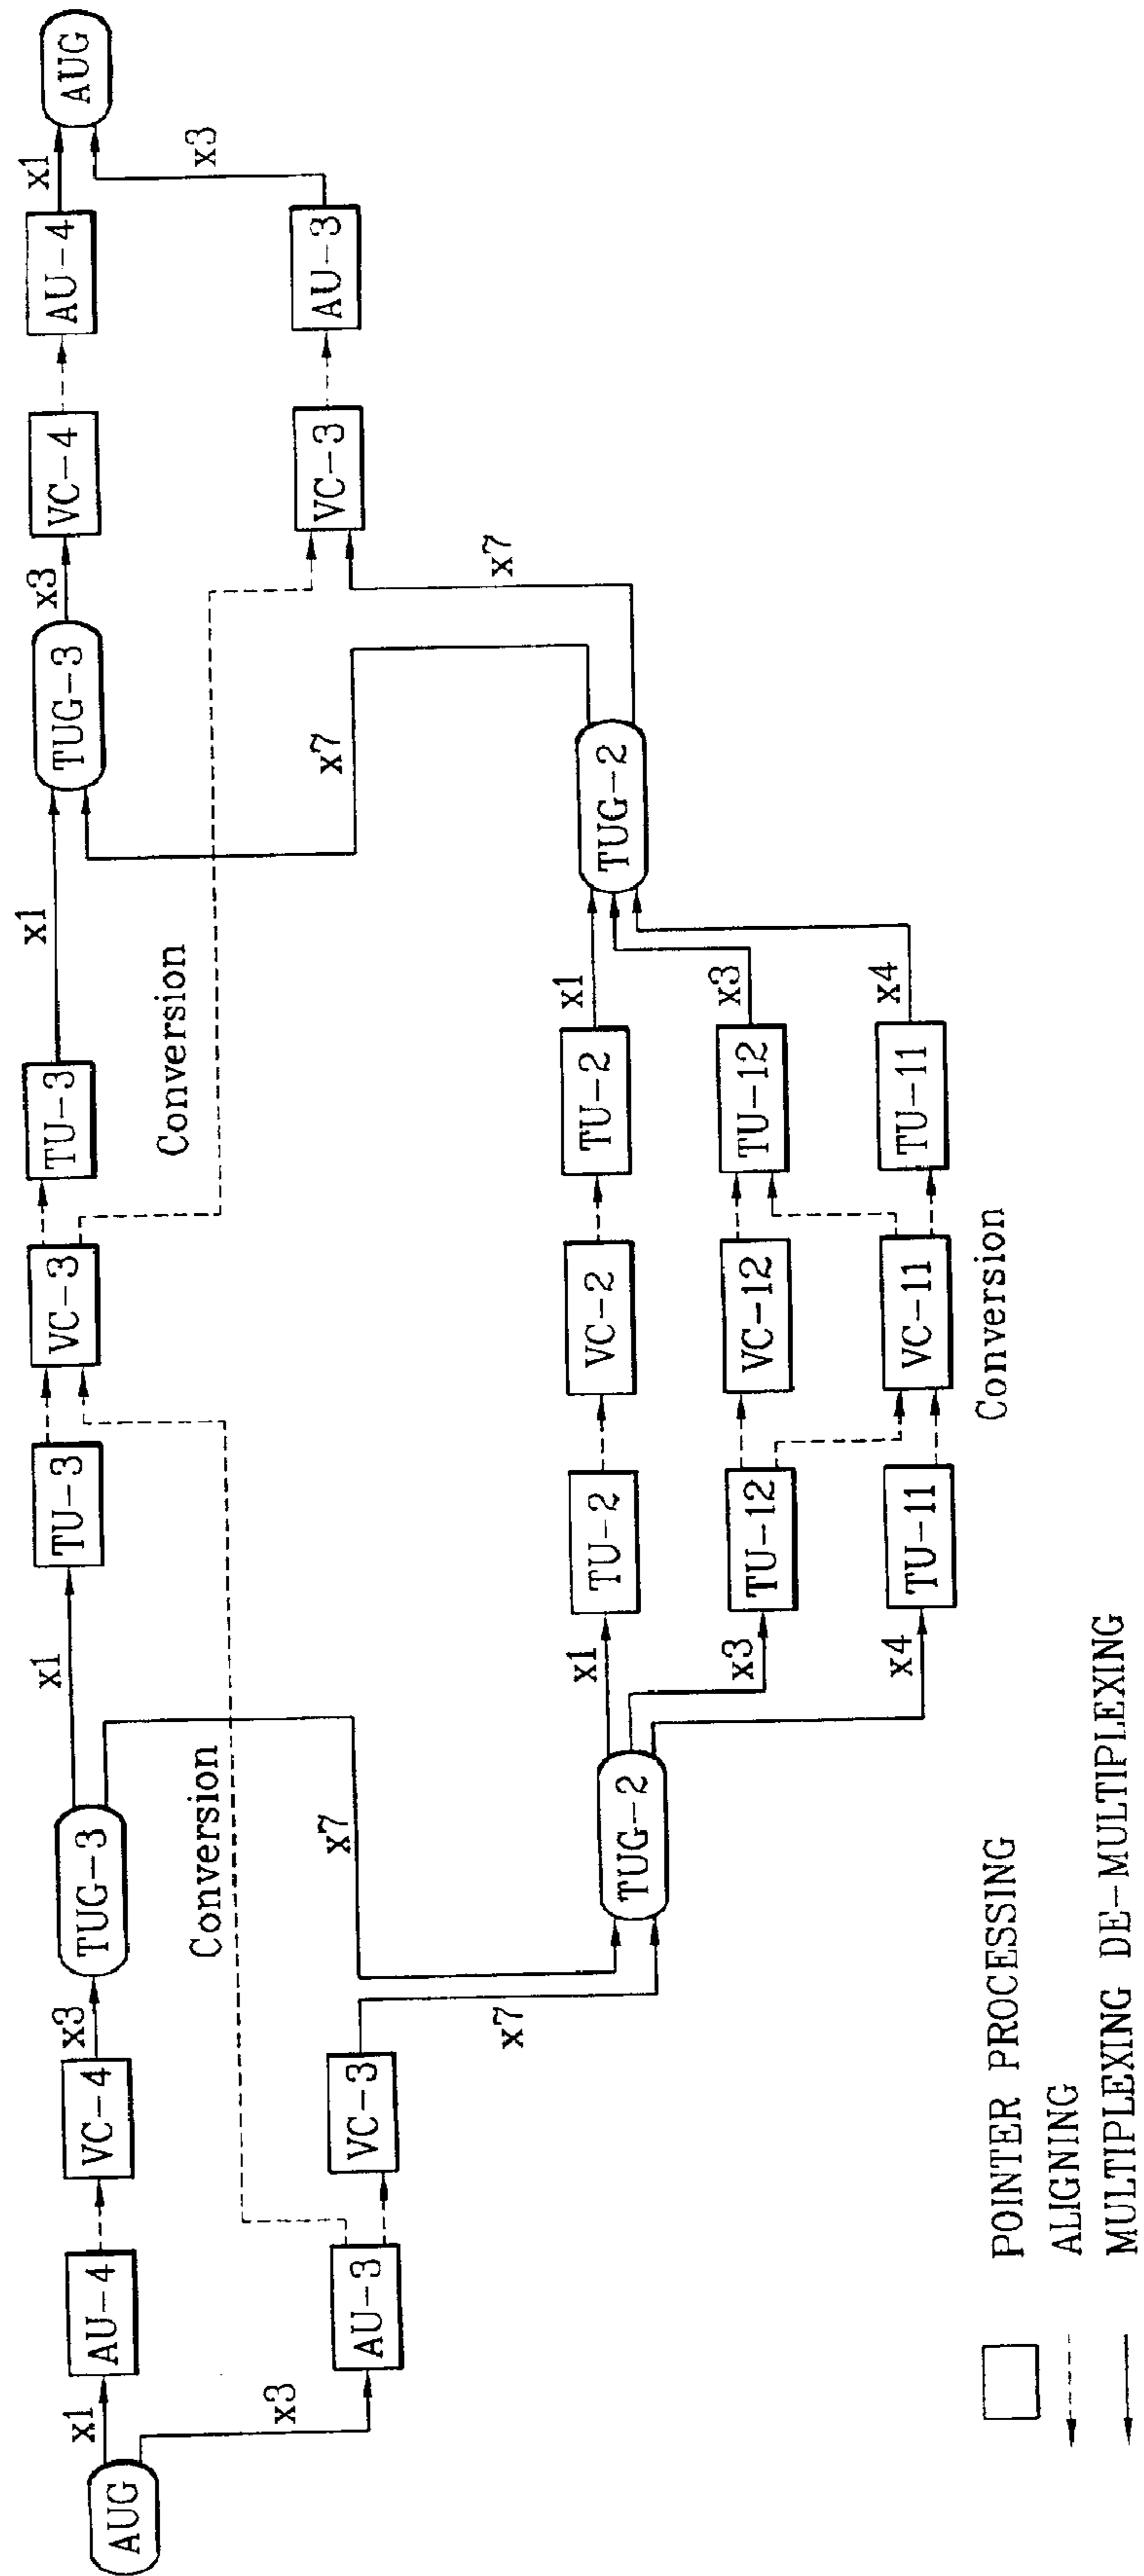 AUG
x1
AU-4
VC-4
x3
TUG-3
x1
TU-3
VC-3
TU-3
x1
TUG-3
x3
VC-4
AU-4
x1
AUG
x3
AU-3
VC-3
Conversion
Conversion
VC-3
AU-3
x3
x7
x7
x7
x7
TUG-2
x1
TU-2
VC-2
TU-2
x1
TUG-2
x3
TU-12
VC-12
TU-12
x3
x4
TU-11
VC-11
TU-11
x4
Conversion
POINTER PROCESSING
ALIGNING
MULTIPLEXING DE-MULTIPLEXING